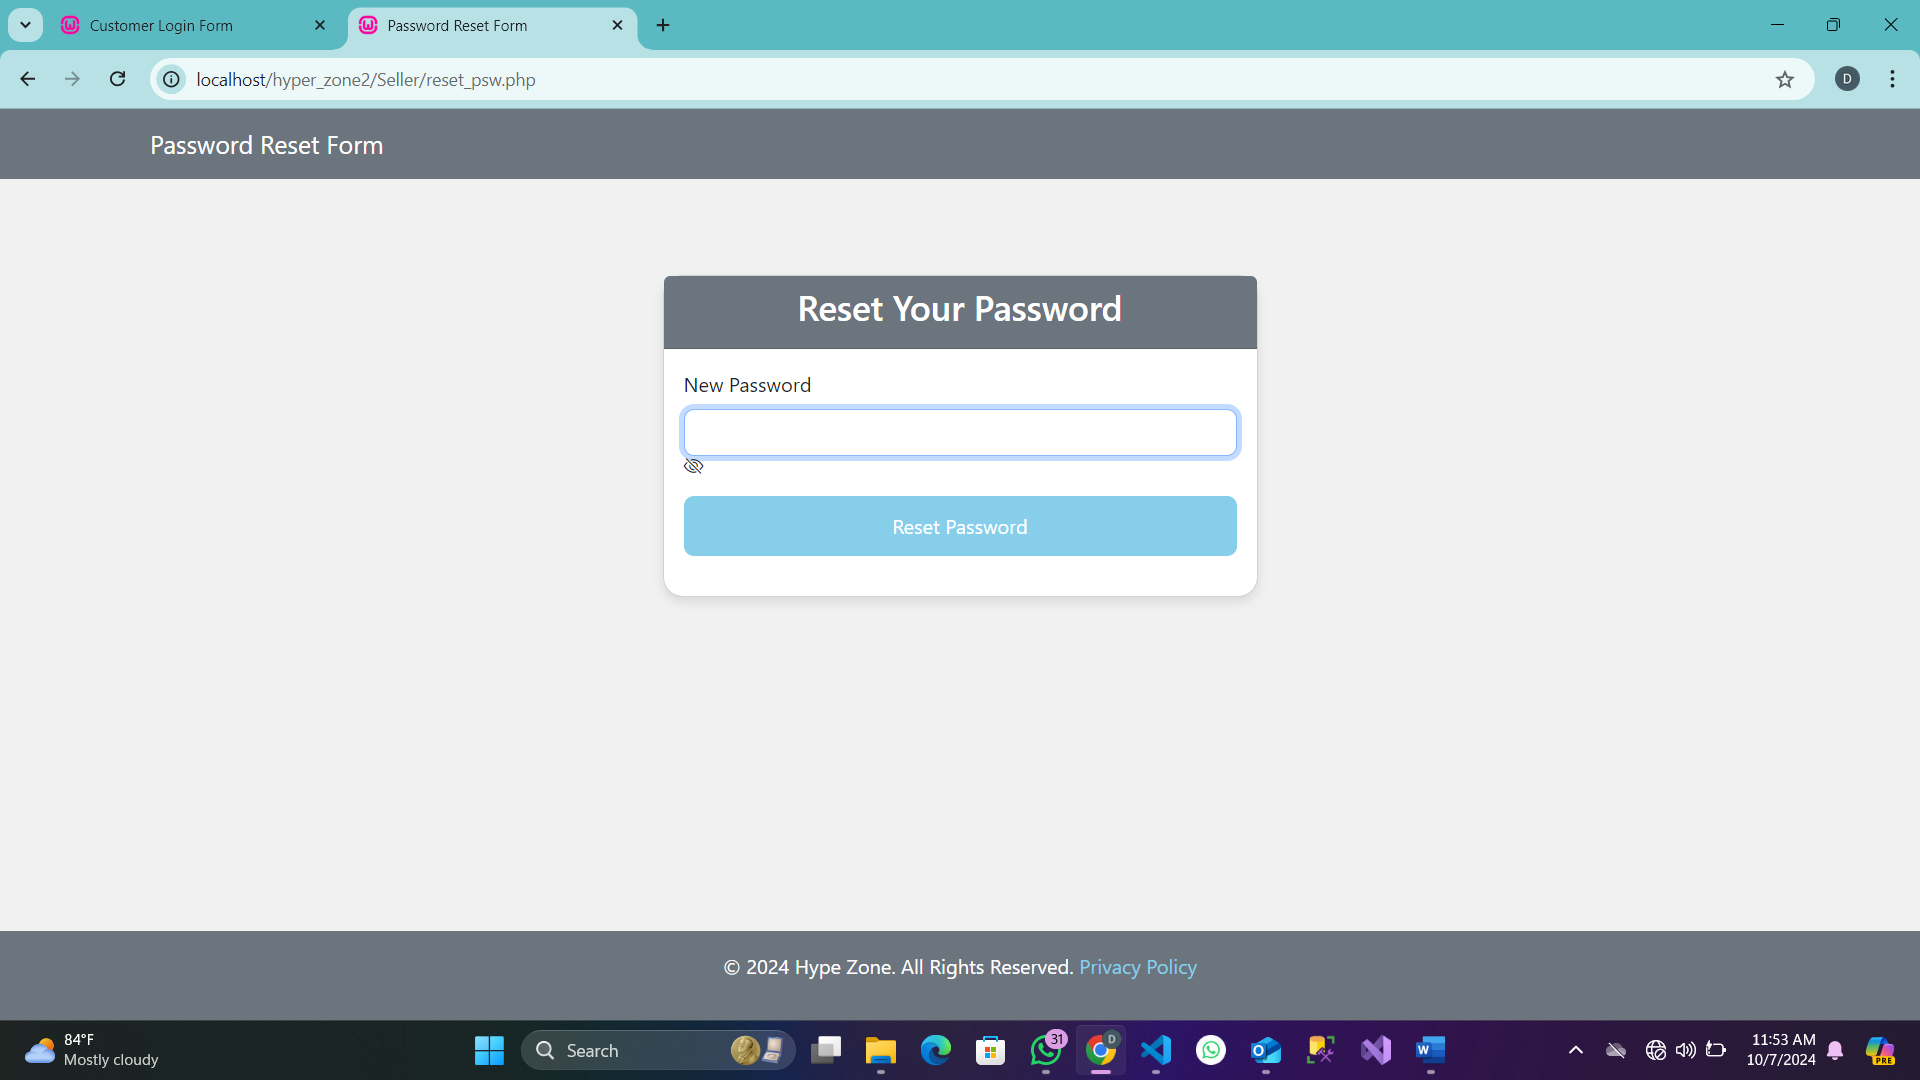 Customer Login Form
Password Reset Form
D
localhost/hyper_zone2/Seller/reset_psw.php
Password Reset Form
Reset Your Password
New Password
Reset Password
© 2024 Hype Zone. All Rights Reserved. Privacy Policy
84°F
Mostly cloudy
Search
31
D
11:53 AM
10/7/2024
PRE